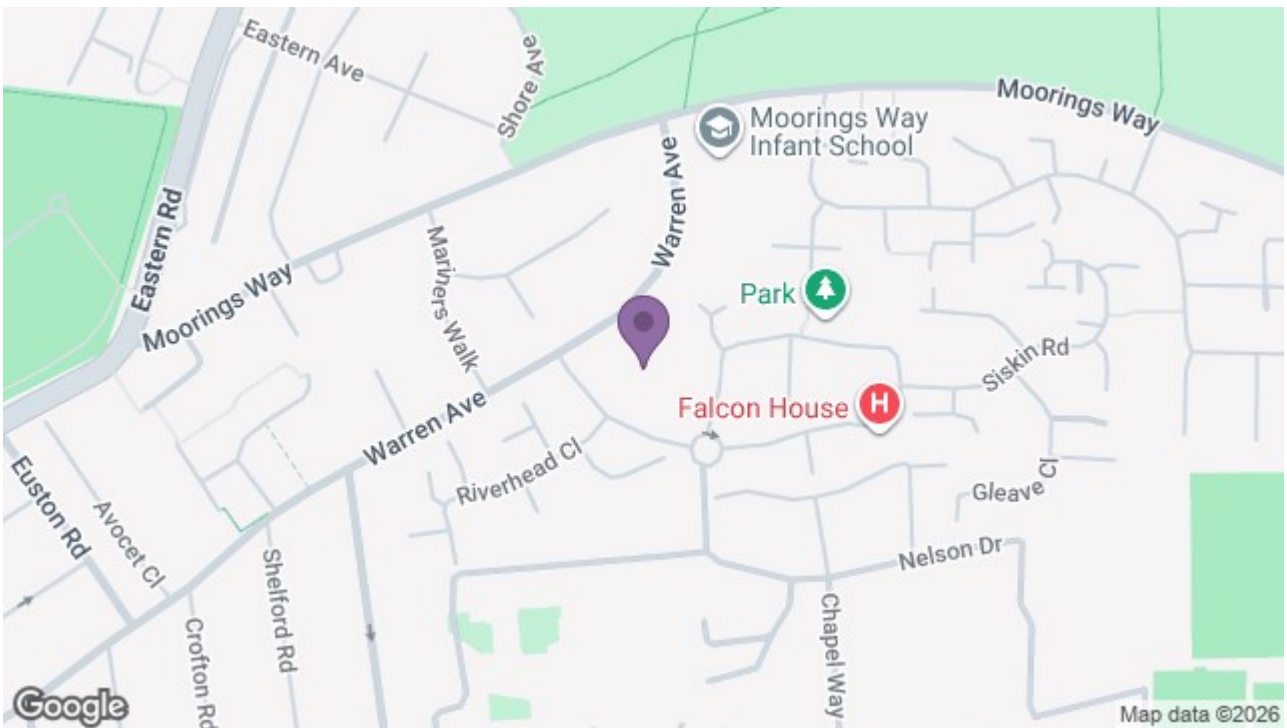 Eastern Ave
Shore Ave
Moorings Way
Moorings Way
Infant School
Warren Ave
Eastern Rd
Mariners Walk
Moorings Way
Park
Siskin Rd
Falcon House
H
Warren Ave
Riverhead Cl
Gleave Cl
Euston Rd
Avocet Cl
Nelson Dr
Shelford Rd
Crofton Rd
Chapel Way
Google
Map data ©2026